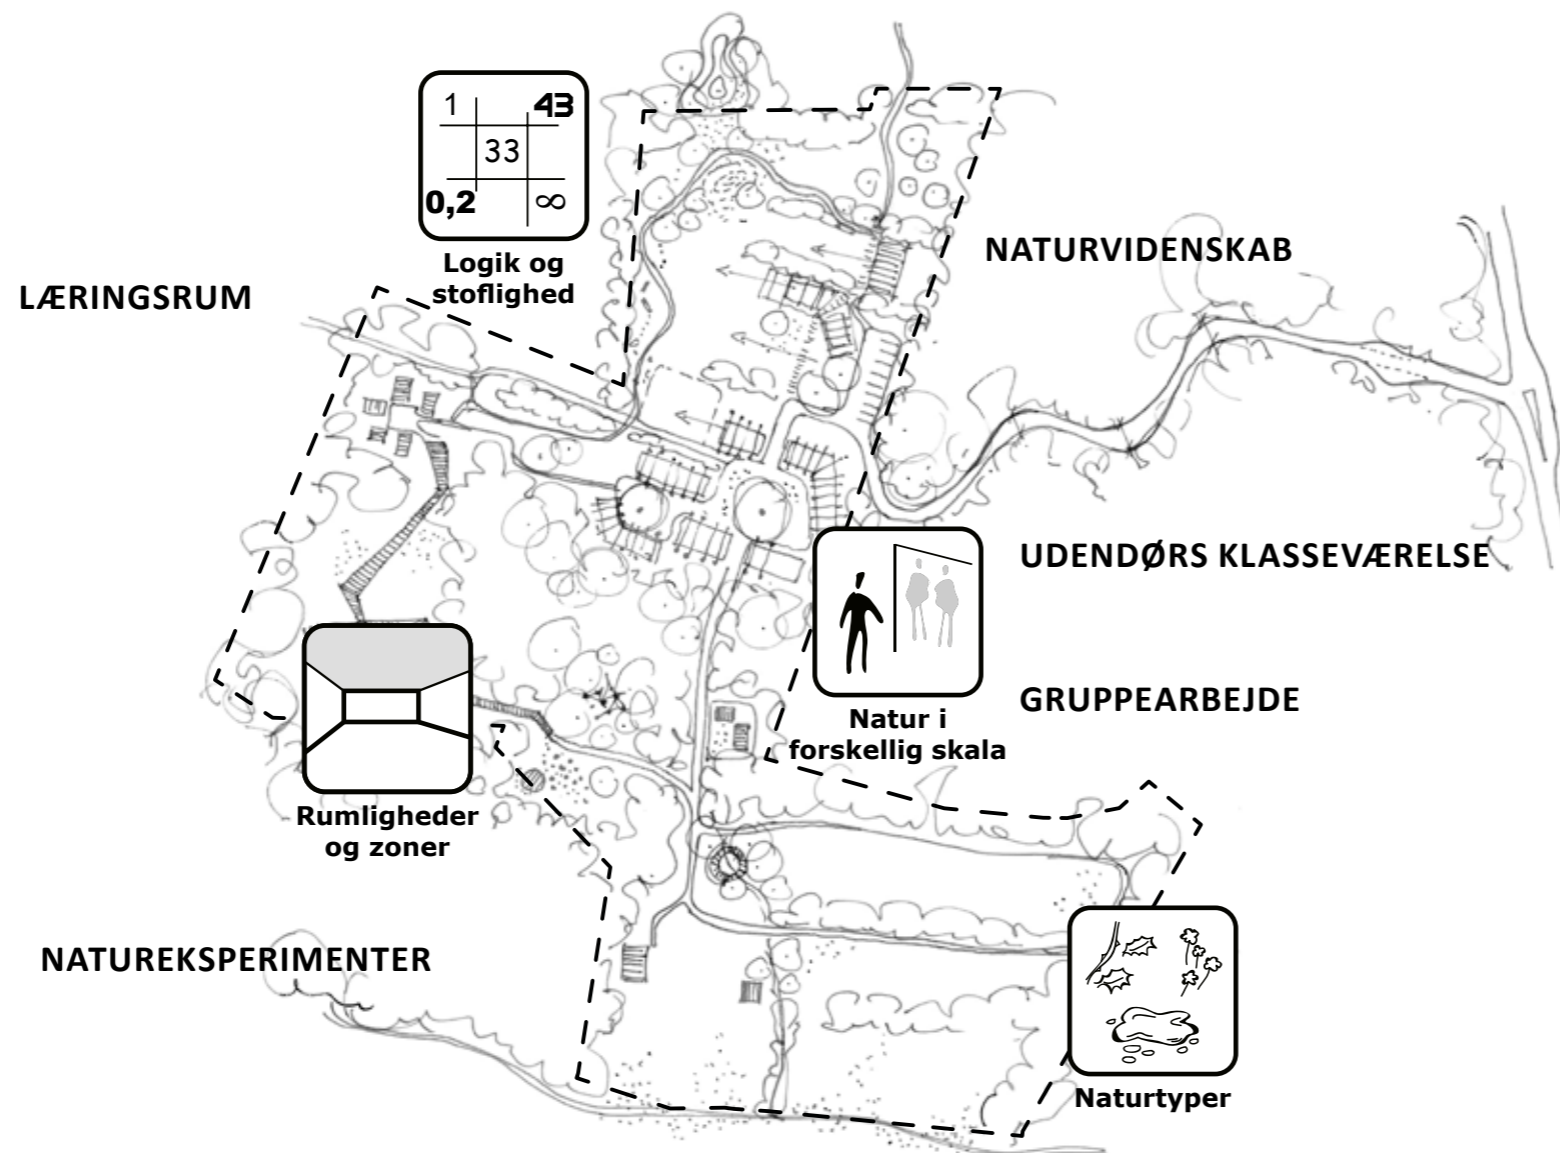 1
43
33
0,2
∞
Logik og
stoflighed
NATURVIDENSKAB
LÆRINGSRUM
UDENDØRS KLASSEVÆRELSE
GRUPPEARBEJDE
Natur i
forskellig skala
Rumligheder
og zoner
NATUREKSPERIMENTER
Naturtyper